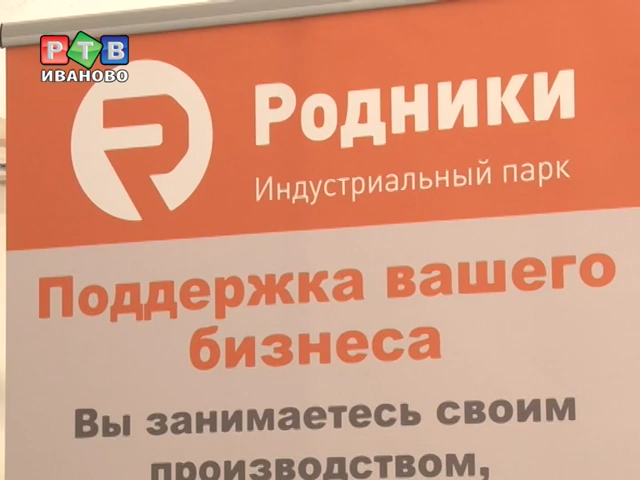 РТВ
ИВАНОВО
Родники
Индустриальный парк
Поддержка вашего
бизнеса
Вы занимаетесь своим
производством,